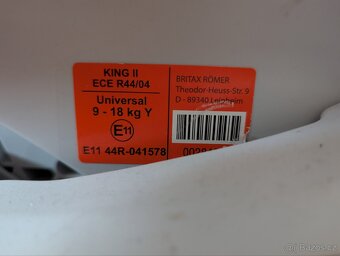 KING II
ECE R44/04
Universal
9 - 18 kg Y
E11
E11 44R-041578
BRITAX RÖMER
Theodor-Heuss-Str. 9
D - 89340 Leipheim